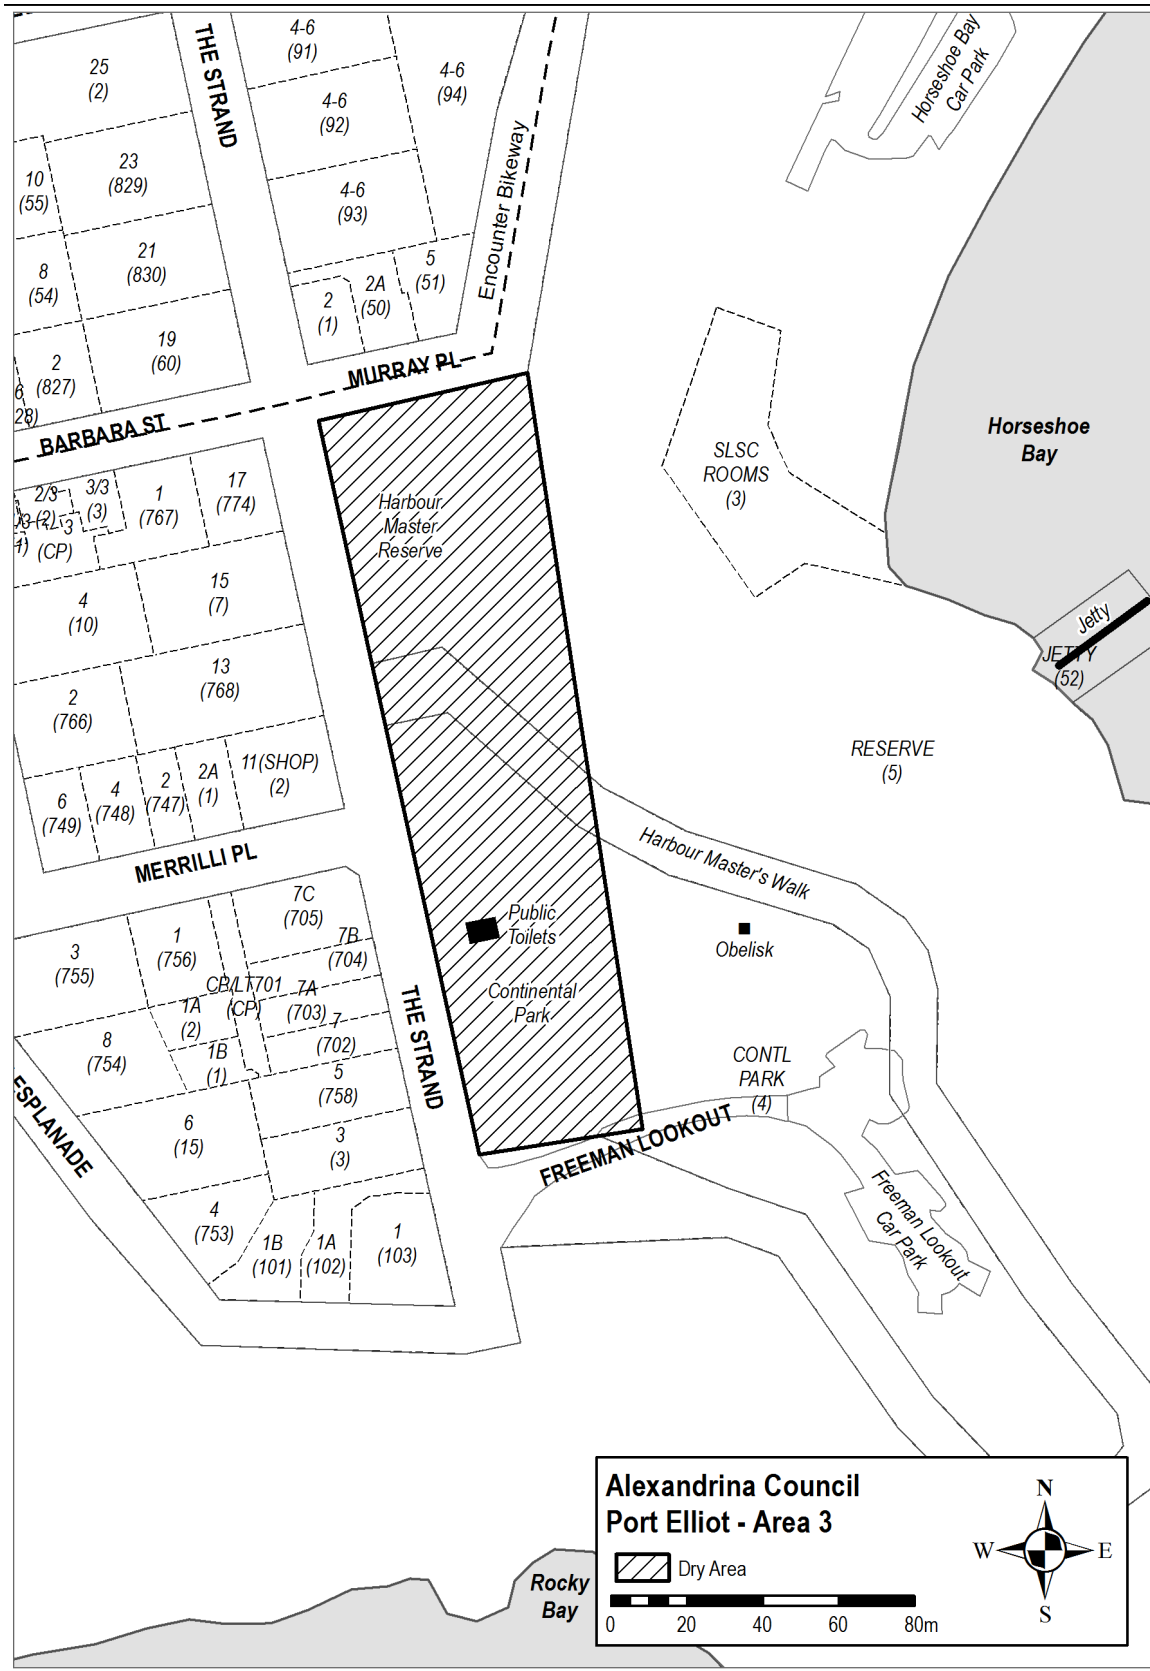 THE STRAND
4-6
(91)
25
(2)
4-6
(94)
Horseshoe Bay
Car Park
4-6
(92)
23
(829)
10
(55)
4-6
(93)
Encounter Bikeway
21
(830)
8
(54)
5
(51)
2A
(50)
2
(1)
19
(60)
2
(827)
6
28)
MURRAY PL
BARBARA ST
Horseshoe
Bay
SLSC
ROOMS
(3)
17
(774)
1
(767)
3/3
(3)
2/3
(2)
3
(CP)
Harbour
Master
Reserve
15
(7)
4
(10)
Jetty
JETTY
(52)
13
(768)
2
(766)
RESERVE
(5)
11(SHOP)
(2)
2A
(1)
2
(747)
4
(748)
6
(749)
MERRILLI PL
Harbour Master's Walk
7C
(705)
Public
Toilets
Obelisk
1
(756)
3
(755)
7B
(704)
CP/LT701
(CP)
7A
(703)
1A
(2)
7
(702)
Continental
Park
THE STRAND
8
(754)
1B
(1)
5
(758)
CONTL
PARK
(4)
ESPLANADE
6
(15)
3
(3)
FREEMAN LOOKOUT
Freeman Lookout
Car Park
4
(753)
1B
(101)
1A
(102)
1
(103)
Alexandrina Council
Port Elliot - Area 3
Dry Area
0 20 40 60 80m
N
W E
S
Rocky
Bay